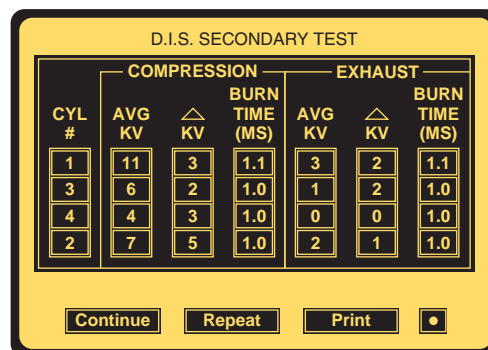 D.I.S. SECONDARY TEST
COMPRESSION EXHAUST
BURN BURN
CYL AVG △ TIME AVG △ TIME
# KV KV (MS) KV KV (MS)
1 11 3 1.1 3 2 1.1
3 6 2 1.0 1 2 1.0
4 4 3 1.0 0 0 1.0
2 7 5 1.0 2 1 1.0
Continue Repeat Print